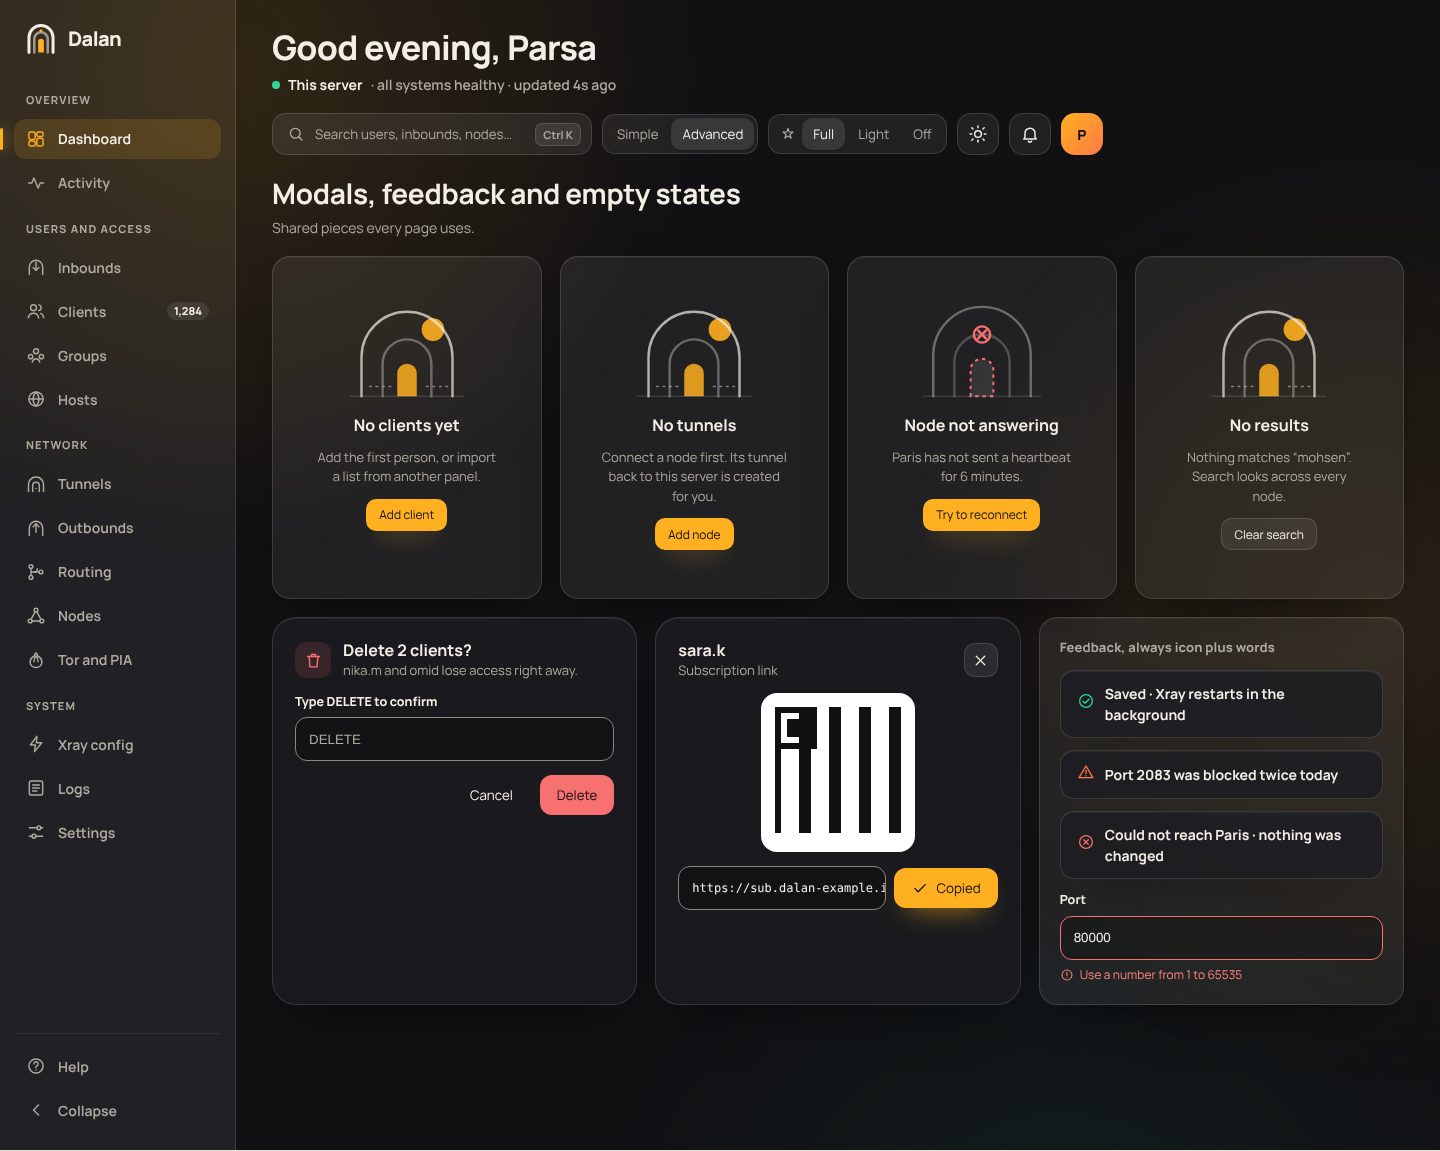 Dalan
OVERVIEW
Dashboard
Activity
USERS AND ACCESS
Inbounds
Clients 1,284
Groups
Hosts
NETWORK
Tunnels
Outbounds
Routing
Nodes
Tor and PIA
SYSTEM
Xray config
Logs
Settings
Help
Collapse
Good evening, Parsa
This server · all systems healthy · updated 4s ago
Search users, inbounds, nodes... Ctrl K Simple Advanced Full Light Off P
Modals, feedback and empty states
Shared pieces every page uses.
No clients yet
Add the first person, or import
a list from another panel.
Add client
No tunnels
Connect a node first. Its tunnel
back to this server is created
for you.
Add node
Node not answering
Paris has not sent a heartbeat
for 6 minutes.
Try to reconnect
No results
Nothing matches “mohsen”.
Search looks across every
node.
Clear search
Delete 2 clients?
nika.m and omid lose access right away.
Type DELETE to confirm
DELETE
Cancel Delete
sara.k
Subscription link
https://sub.dalan-example.i Copied
Feedback, always icon plus words
Saved · Xray restarts in the
background
Port 2083 was blocked twice today
Could not reach Paris · nothing was
changed
Port
80000
Use a number from 1 to 65535